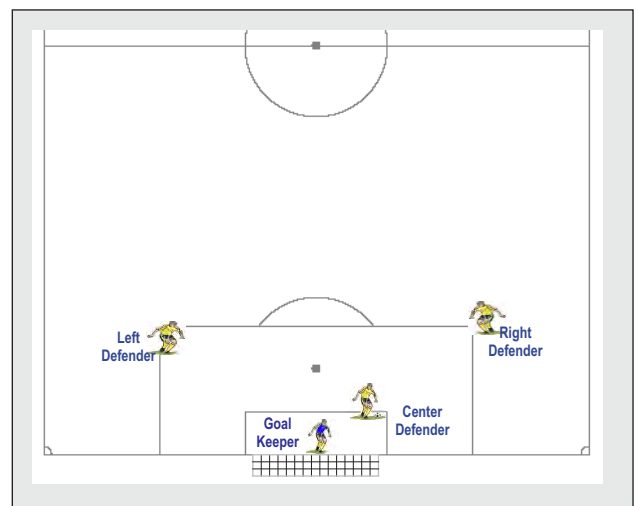 Left
Defender
Right
Defender
Center
Defender
Goal
Keeper